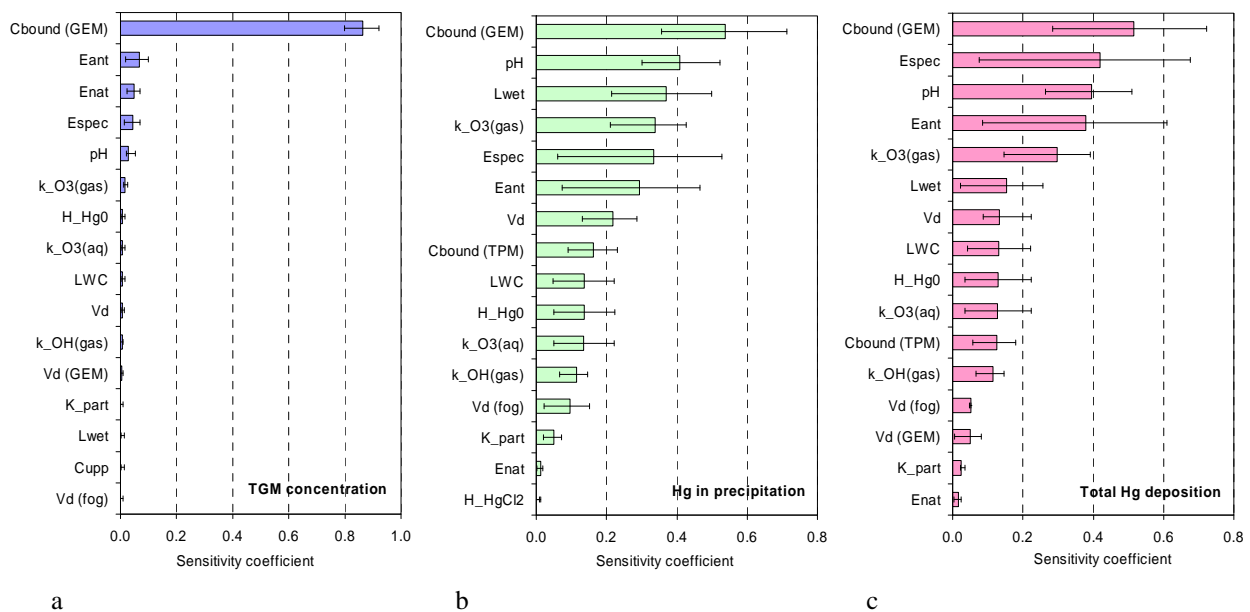 Cbound (GEM)
Eant
Enat
Espec
pH
k_O3(gas)
H_Hg0
k_O3(aq)
LWC
Vd
k_OH(gas)
Vd (GEM)
K_part
Lwet
Cupp
Vd (fog)
TGM concentration
0.0 0.2 0.4 0.6 0.8 1.0
Sensitivity coefficient
a
Cbound (GEM)
pH
Lwet
k_O3(gas)
Espec
Eant
Vd
Cbound (TPM)
LWC
H_Hg0
k_O3(aq)
k_OH(gas)
Vd (fog)
K_part
Enat
H_HgCl2
Hg in precipitation
0.0 0.2 0.4 0.6 0.8
Sensitivity coefficient
b
Cbound (GEM)
Espec
pH
Eant
k_O3(gas)
Lwet
Vd
LWC
H_Hg0
k_O3(aq)
Cbound (TPM)
k_OH(gas)
Vd (fog)
Vd (GEM)
K_part
Enat
Total Hg deposition
0.0 0.2 0.4 0.6 0.8
Sensitivity coefficient
c